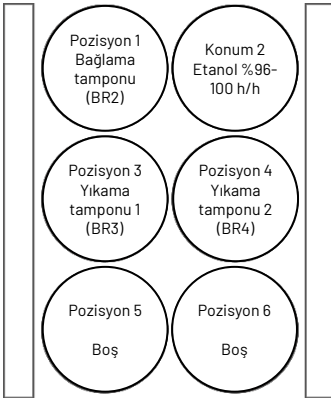 Pozisyon 1
Bağlama
tamponu
(BR2)
Konum 2
Etanol %96-
100 h/h
Pozisyon 3
Yıkama
tamponu 1
(BR3)
Pozisyon 4
Yıkama
tamponu 2
(BR4)
Pozisyon 5
Boş
Pozisyon 6
Boş